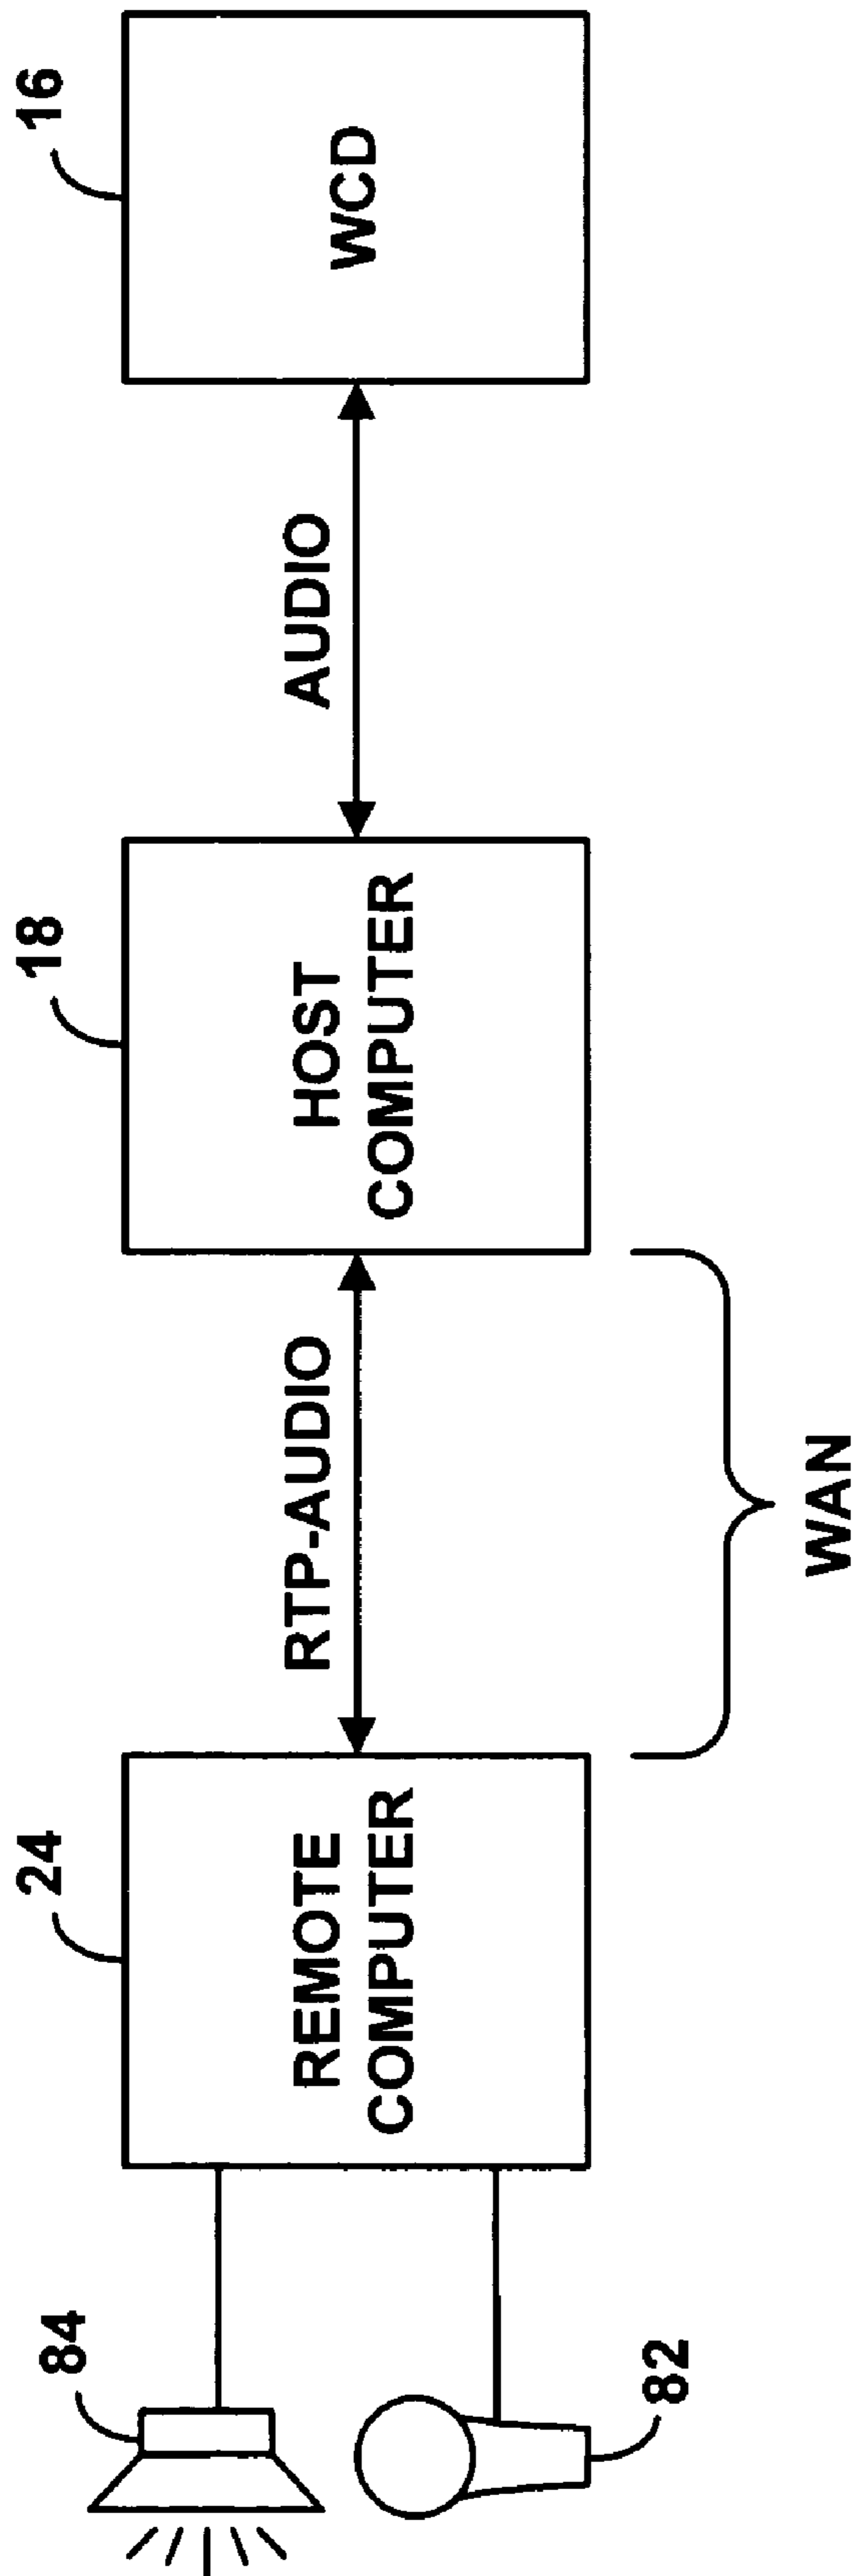 84
82
24
REMOTE
COMPUTER
RTP-AUDIO
WAN
18
HOST
COMPUTER
AUDIO
16
WCD